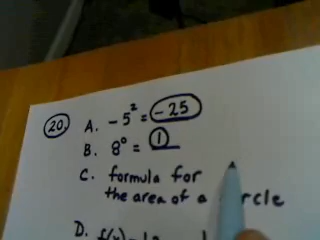 20. A. -5² = -25
B. 8° = 1
C. formula for
the area of a
D. f(x)